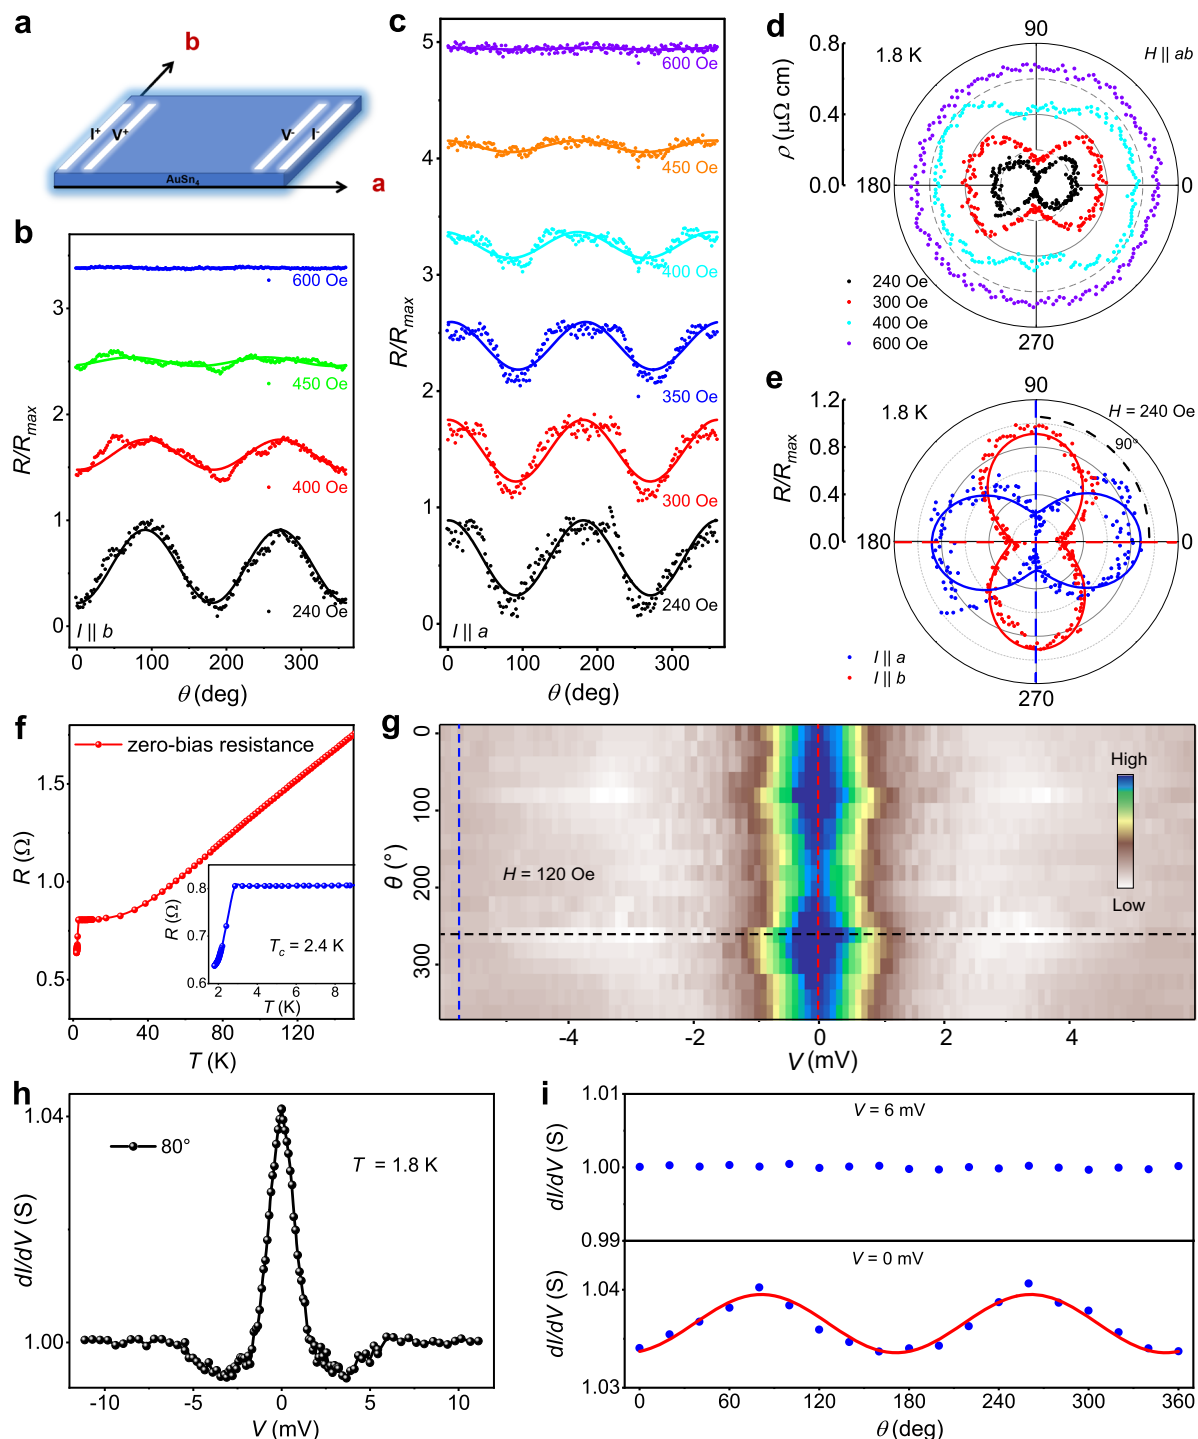 a
b
I⁺
V⁺
V⁻
I⁻
AuSn₄
a
b
R/Rmax
3
2
1
0
600 Oe
450 Oe
400 Oe
240 Oe
I || b
0
100
200
300
θ (deg)
c
R/Rmax
5
4
3
2
1
0
600 Oe
450 Oe
400 Oe
350 Oe
300 Oe
240 Oe
I || a
0
100
200
300
θ (deg)
d
ρ (μΩ cm)
0.8
0.4
0.0
1.8 K
H || ab
90
180
0
270
240 Oe
300 Oe
400 Oe
600 Oe
e
R/Rmax
1.2
0.8
0.4
0.0
1.8 K
H = 240 Oe
90°
90
180
0
270
I || a
I || b
f
zero-bias resistance
R (Ω)
1.5
1.0
0.5
0
40
80
120
T (K)
R (Ω)
0.8
0.7
0.6
Tc = 2.4 K
2
4
6
8
T (K)
g
θ (°)
0
100
200
300
H = 120 Oe
High
Low
-4
-2
0
2
4
V (mV)
h
dI/dV (S)
1.04
1.00
80°
T = 1.8 K
-10
-5
0
5
10
V (mV)
i
dI/dV (S)
1.01
1.00
0.99
V = 6 mV
dI/dV (S)
1.04
1.03
V = 0 mV
0
60
120
180
240
300
360
θ (deg)